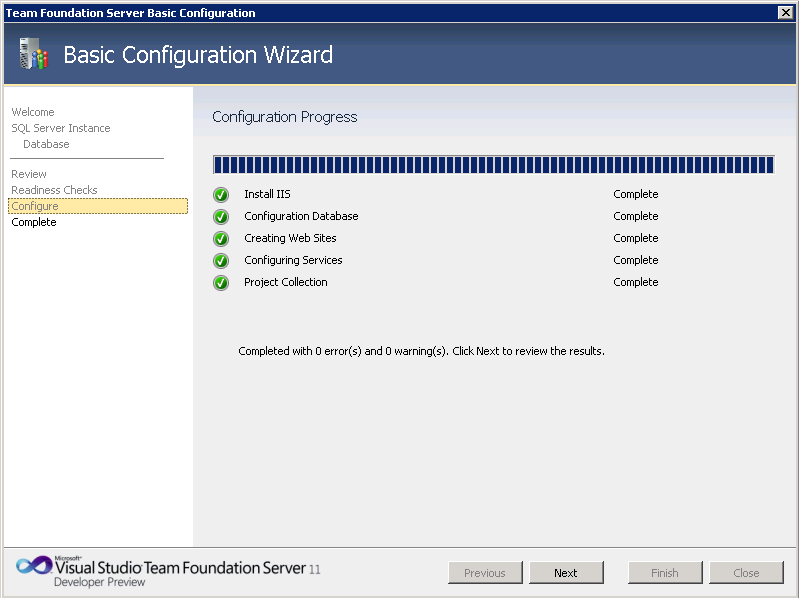 Team Foundation Server Basic Configuration
Basic Configuration Wizard
Welcome
SQL Server Instance
Database
Review
Readiness Checks
Configure
Complete
Configuration Progress
Install IIS Complete
Configuration Database Complete
Creating Web Sites Complete
Configuring Services Complete
Project Collection Complete
Completed with 0 error(s) and 0 warning(s). Click Next to review the results.
Microsoft®
Visual Studio Team Foundation Server 11
Developer Preview
Previous Next Finish Close